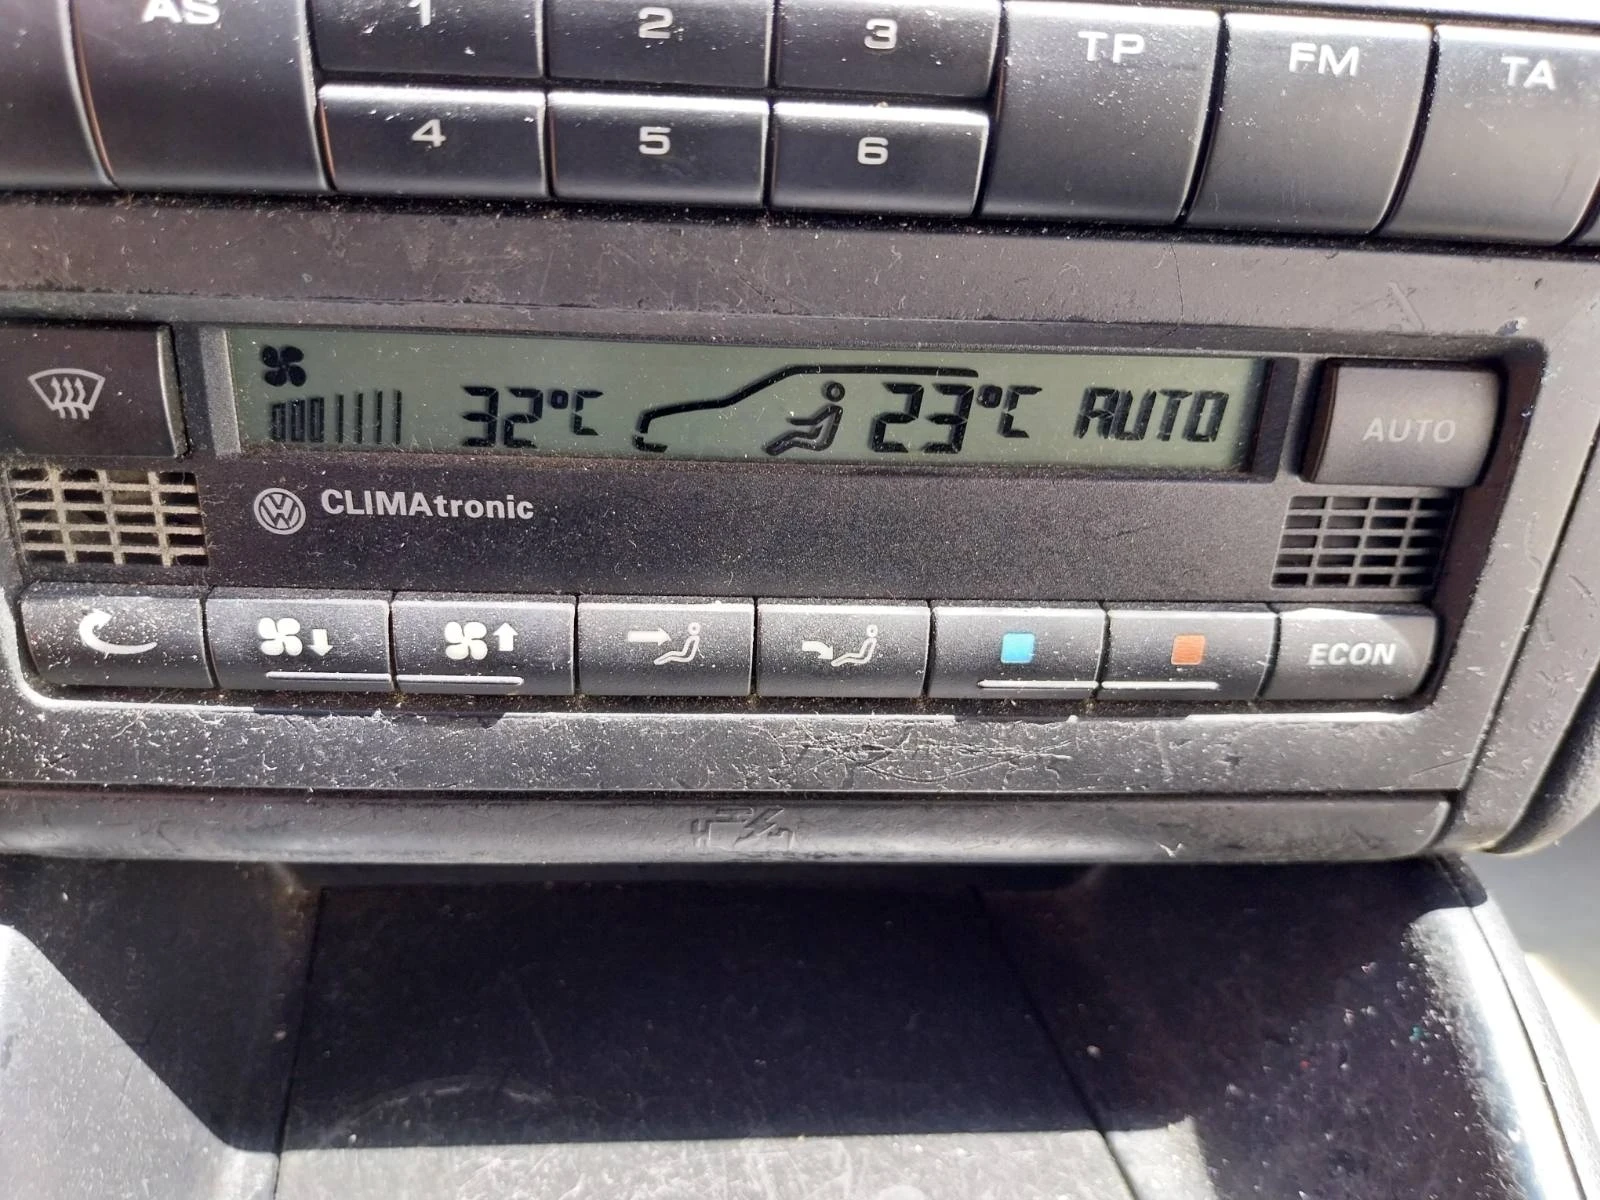 AS 1 2 3 TP FM TA
4 5 6
32°C 23°C AUTO AUTO
CLIMAtronic
ECON